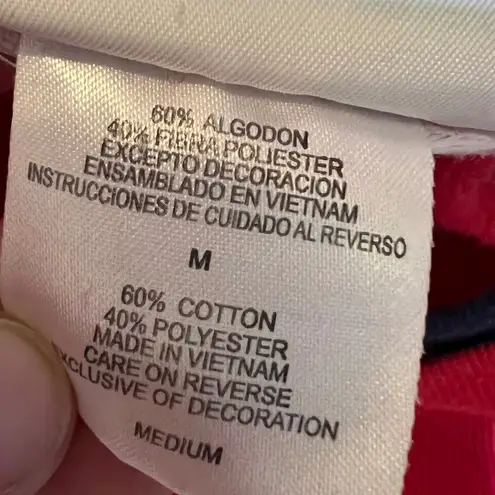 60% ALGODON
40% FIBRA POLIESTER
EXCEPTO DECORACION
ENSAMBLADO EN VIETNAM
INSTRUCCIONES DE CUIDADO AL REVERSO
M
60% COTTON
40% POLYESTER
MADE IN VIETNAM
CARE ON REVERSE
EXCLUSIVE OF DECORATION
MEDIUM